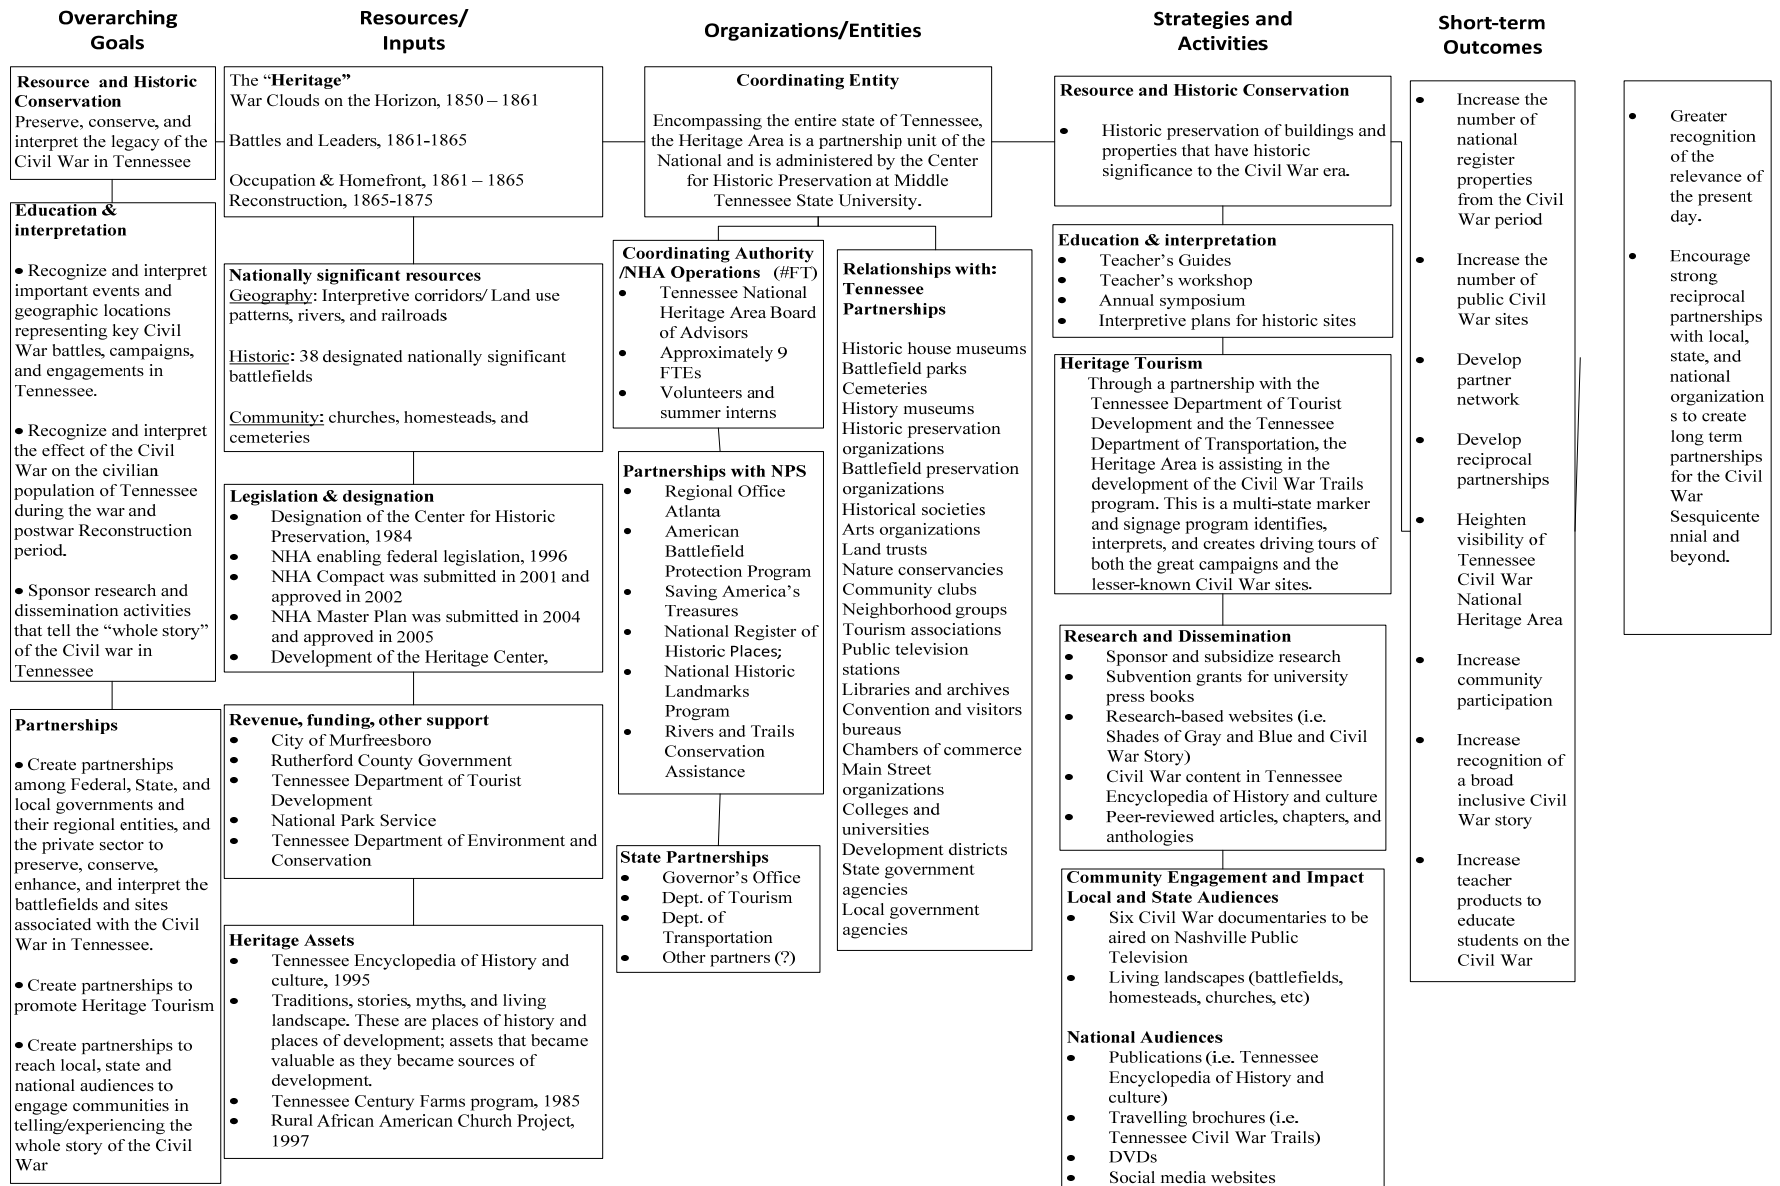 Overarching
Goals
Resource and Historic
Conservation
Preserve, conserve, and
interpret the legacy of the
Civil War in Tennessee
Education &
interpretation
• Recognize and interpret
important events and
geographic locations
representing key Civil
War battles, campaigns,
and engagements in
Tennessee.
• Recognize and interpret
the effect of the Civil
War on the civilian
population of Tennessee
during the war and
postwar Reconstruction
period.
• Sponsor research and
dissemination activities
that tell the “whole story”
of the Civil war in
Tennessee
Partnerships
• Create partnerships
among Federal, State, and
local governments and
their regional entities, and
the private sector to
preserve, conserve,
enhance, and interpret the
battlefields and sites
associated with the Civil
War in Tennessee.
• Create partnerships to
promote Heritage Tourism
• Create partnerships to
reach local, state and
national audiences to
engage communities in
telling/experiencing the
whole story of the Civil
War
Resources/
Inputs
The “Heritage”
War Clouds on the Horizon, 1850 – 1861
Battles and Leaders, 1861-1865
Occupation & Homefront, 1861 – 1865
Reconstruction, 1865-1875
Nationally significant resources
Geography: Interpretive corridors/ Land use
patterns, rivers, and railroads
Historic: 38 designated nationally significant
battlefields
Community: churches, homesteads, and
cemeteries
Legislation & designation
• Designation of the Center for Historic
Preservation, 1984
• NHA enabling federal legislation, 1996
• NHA Compact was submitted in 2001 and
approved in 2002
• NHA Master Plan was submitted in 2004
and approved in 2005
• Development of the Heritage Center,
Revenue, funding, other support
• City of Murfreesboro
• Rutherford County Government
• Tennessee Department of Tourist
Development
• National Park Service
• Tennessee Department of Environment and
Conservation
Heritage Assets
• Tennessee Encyclopedia of History and
culture, 1995
• Traditions, stories, myths, and living
landscape. These are places of history and
places of development; assets that became
valuable as they became sources of
development.
• Tennessee Century Farms program, 1985
• Rural African American Church Project,
1997
Organizations/Entities
Coordinating Entity
Encompassing the entire state of Tennessee,
the Heritage Area is a partnership unit of the
National and is administered by the Center
for Historic Preservation at Middle
Tennessee State University.
Coordinating Authority
/NHA Operations (#FT)
• Tennessee National
Heritage Area Board
of Advisors
• Approximately 9
FTEs
• Volunteers and
summer interns
Partnerships with NPS
• Regional Office
Atlanta
• American
Battlefield
Protection Program
• Saving America’s
Treasures
• National Register of
Historic Places;
• National Historic
Landmarks
Program
• Rivers and Trails
Conservation
Assistance
State Partnerships
• Governor’s Office
• Dept. of Tourism
• Dept. of
Transportation
• Other partners (?)
Relationships with:
Tennessee
Partnerships
Historic house museums
Battlefield parks
Cemeteries
History museums
Historic preservation
organizations
Battlefield preservation
organizations
Historical societies
Arts organizations
Land trusts
Nature conservancies
Community clubs
Neighborhood groups
Tourism associations
Public television
stations
Libraries and archives
Convention and visitors
bureaus
Chambers of commerce
Main Street
organizations
Colleges and
universities
Development districts
State government
agencies
Local government
agencies
Strategies and
Activities
Resource and Historic Conservation
• Historic preservation of buildings and
properties that have historic
significance to the Civil War era.
Education & interpretation
• Teacher’s Guides
• Teacher’s workshop
• Annual symposium
• Interpretive plans for historic sites
Heritage Tourism
Through a partnership with the
Tennessee Department of Tourist
Development and the Tennessee
Department of Transportation, the
Heritage Area is assisting in the
development of the Civil War Trails
program. This is a multi-state marker
and signage program identifies,
interprets, and creates driving tours of
both the great campaigns and the
lesser-known Civil War sites.
Research and Dissemination
• Sponsor and subsidize research
• Subvention grants for university
press books
• Research-based websites (i.e.
Shades of Gray and Blue and Civil
War Story)
• Civil War content in Tennessee
Encyclopedia of History and culture
• Peer-reviewed articles, chapters, and
anthologies
Community Engagement and Impact
Local and State Audiences
• Six Civil War documentaries to be
aired on Nashville Public
Television
• Living landscapes (battlefields,
homesteads, churches, etc)
National Audiences
• Publications (i.e. Tennessee
Encyclopedia of History and
culture)
• Travelling brochures (i.e.
Tennessee Civil War Trails)
• DVDs
• Social media websites
Short-term
Outcomes
• Increase the
number of
national
register
properties
from the Civil
War period
• Increase the
number of
public Civil
War sites
• Develop
partner
network
• Develop
reciprocal
partnerships
• Heighten
visibility of
Tennessee
Civil War
National
Heritage Area
• Increase
community
participation
• Increase
recognition of
a broad
inclusive Civil
War story
• Increase
teacher
products to
educate
students on the
Civil War
• Greater
recognition
of the
relevance of
the present
day.
• Encourage
strong
reciprocal
partnerships
with local,
state, and
national
organization
s to create
long term
partnerships
for the Civil
War
Sesquicente
nnial and
beyond.